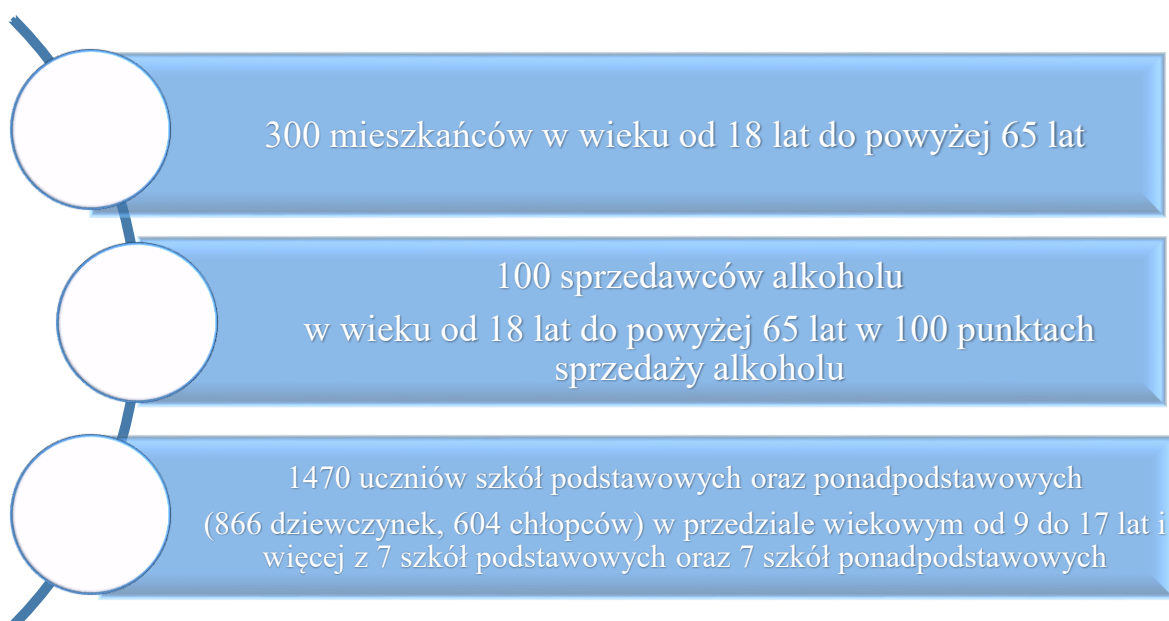 300 mieszkańców w wieku od 18 lat do powyżej 65 lat
100 sprzedawców alkoholu
w wieku od 18 lat do powyżej 65 lat w 100 punktach
sprzedaży alkoholu
1470 uczniów szkół podstawowych oraz ponadpodstawowych
(866 dziewczynek, 604 chłopców) w przedziale wiekowym od 9 do 17 lat i
więcej z 7 szkół podstawowych oraz 7 szkół ponadpodstawowych